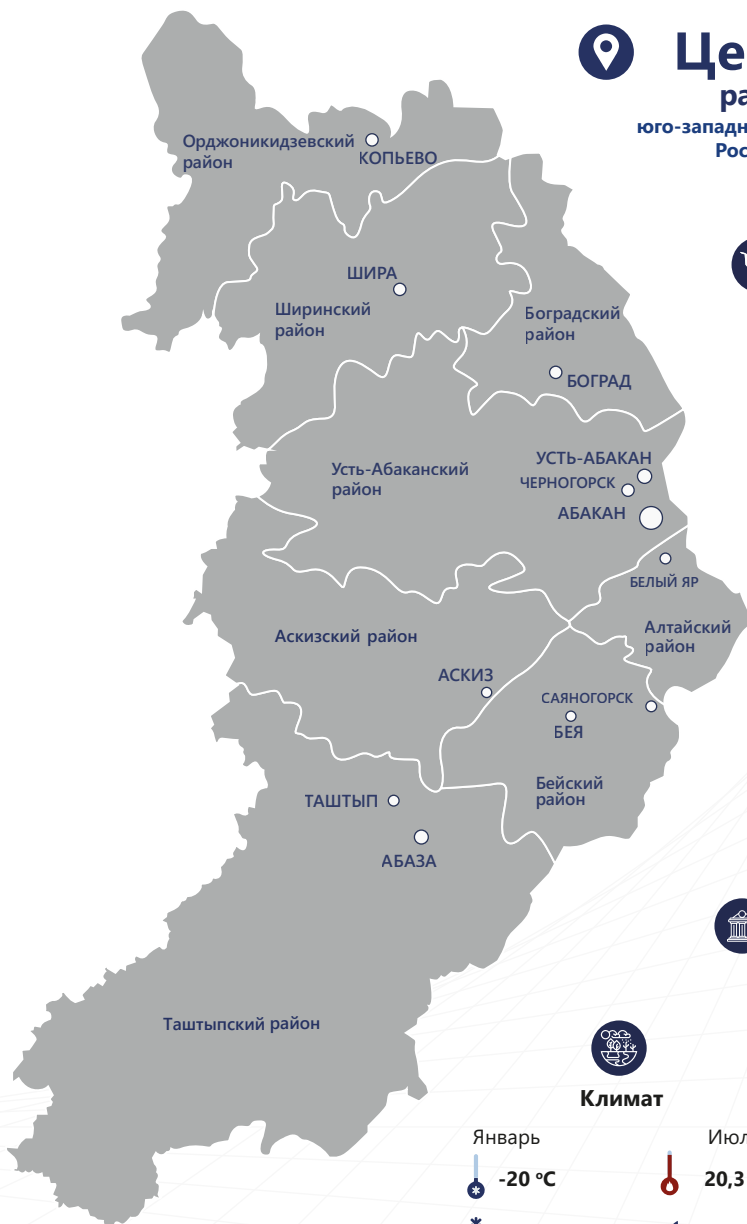 Це
ра
юго-западн
Рос
Орджоникидзевский
район
КОПЬЕВО
ШИРА
Ширинский
район
Боградский
район
БОГРАД
Усть-Абаканский
район
УСТЬ-АБАКАН
ЧЕРНОГОРСК
АБАКАН
БЕЛЫЙ ЯР
Алтайский
район
Аскизский район
АСКИЗ
САЯНОГОРСК
БЕЯ
Бейский
район
ТАШТЫП
АБАЗА
Таштыпский район
Климат
Январь
Июл
-20 °C
20,3